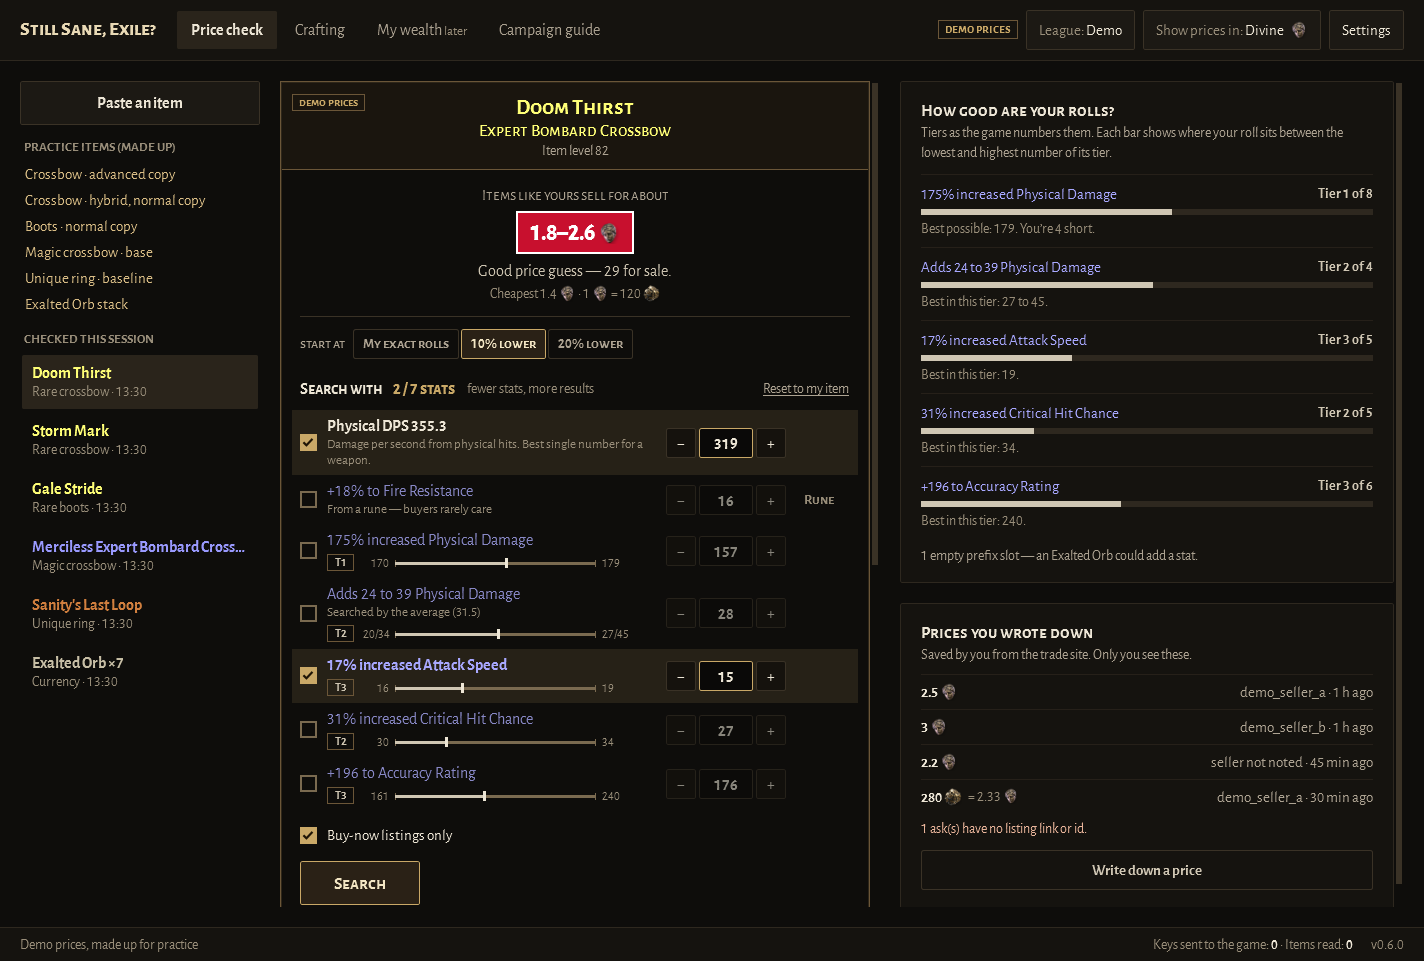 Still Sane, Exile?
Price check
Crafting
My wealth later
Campaign guide
DEMO PRICES
League: Demo
Show prices in: Divine
Settings
Paste an item
PRACTICE ITEMS (MADE UP)
Crossbow · advanced copy
Crossbow · hybrid, normal copy
Boots · normal copy
Magic crossbow · base
Unique ring · baseline
Exalted Orb stack
CHECKED THIS SESSION
Doom Thirst
Rare crossbow · 13:30
Storm Mark
Rare crossbow · 13:30
Gale Stride
Rare boots · 13:30
Merciless Expert Bombard Cross...
Magic crossbow · 13:30
Sanity's Last Loop
Unique ring · 13:30
Exalted Orb ×7
Currency · 13:30
DEMO PRICES
Doom Thirst
Expert Bombard Crossbow
Item level 82
Items like yours sell for about
1.8–2.6
Good price guess — 29 for sale.
Cheapest 1.4 · 1 = 120
START AT
My exact rolls
10% lower
20% lower
Search with
2 / 7 stats
fewer stats, more results
Reset to my item
Physical DPS 355.3
Damage per second from physical hits. Best single number for a
weapon.
− 319 +
+18% to Fire Resistance
From a rune — buyers rarely care
− 16 +
Rune
175% increased Physical Damage
T1 170 179
− 157 +
Adds 24 to 39 Physical Damage
Searched by the average (31.5)
T2 20/34 27/45
− 28 +
17% increased Attack Speed
T3 16 19
− 15 +
31% increased Critical Hit Chance
T2 30 34
− 27 +
+196 to Accuracy Rating
T3 161 240
− 176 +
Buy-now listings only
Search
How good are your rolls?
Tiers as the game numbers them. Each bar shows where your roll sits between the
lowest and highest number of its tier.
175% increased Physical Damage
Tier 1 of 8
Best possible: 179. You're 4 short.
Adds 24 to 39 Physical Damage
Tier 2 of 4
Best in this tier: 27 to 45.
17% increased Attack Speed
Tier 3 of 5
Best in this tier: 19.
31% increased Critical Hit Chance
Tier 2 of 5
Best in this tier: 34.
+196 to Accuracy Rating
Tier 3 of 6
Best in this tier: 240.
1 empty prefix slot — an Exalted Orb could add a stat.
Prices you wrote down
Saved by you from the trade site. Only you see these.
2.5
demo_seller_a · 1 h ago
3
demo_seller_b · 1 h ago
2.2
seller not noted · 45 min ago
280 = 2.33
demo_seller_a · 30 min ago
1 ask(s) have no listing link or id.
Write down a price
Demo prices, made up for practice
Keys sent to the game: 0 · Items read: 0
v0.6.0